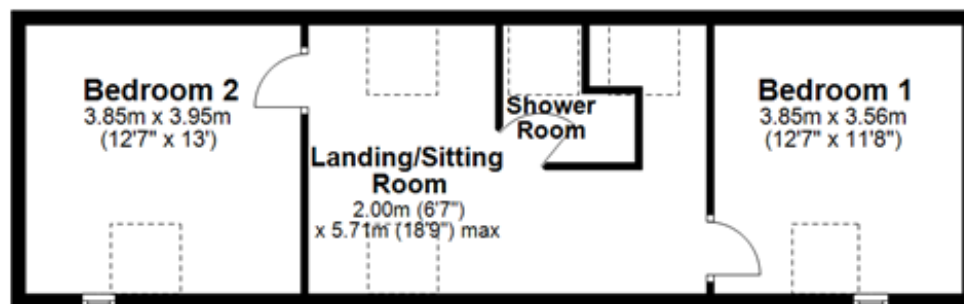 Bedroom 2
3.85m x 3.95m
(12'7" x 13')
Landing/Sitting
Room
2.00m (6'7")
x 5.71m (18'9") max
Shower
Room
Bedroom 1
3.85m x 3.56m
(12'7" x 11'8")